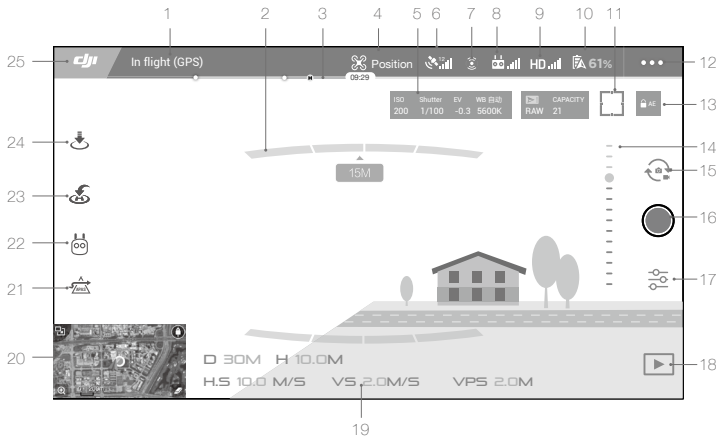 1 2 3 4 5 6 7 8 9 10 11
25 dji In flight (GPS) Position 12 HD 61% 12
H 09:29
ISO Shutter EV WB 自动 CAPACITY
200 1/100 -0.3 5600K RAW 21
AE 13
24 14
15M 15
23
16
22
21 17
20 18
D 30M H 10.0M
H.S 10.0 M/S VS 2.0M/S VPS 2.0M
19